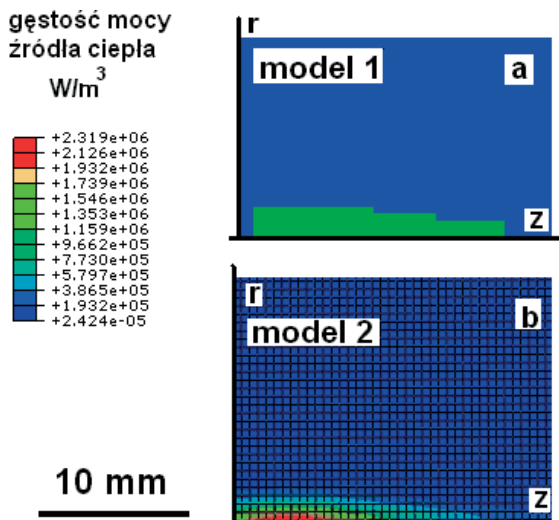 gęstość mocy
źródła ciepła
W/m³
+2.319e+06
+2.126e+06
+1.932e+06
+1.739e+06
+1.546e+06
+1.353e+06
+1.159e+06
+9.662e+05
+7.730e+05
+5.797e+05
+3.865e+05
+1.932e+05
+2.424e-05
10 mm
r
model 1
a
z
r
model 2
b
z